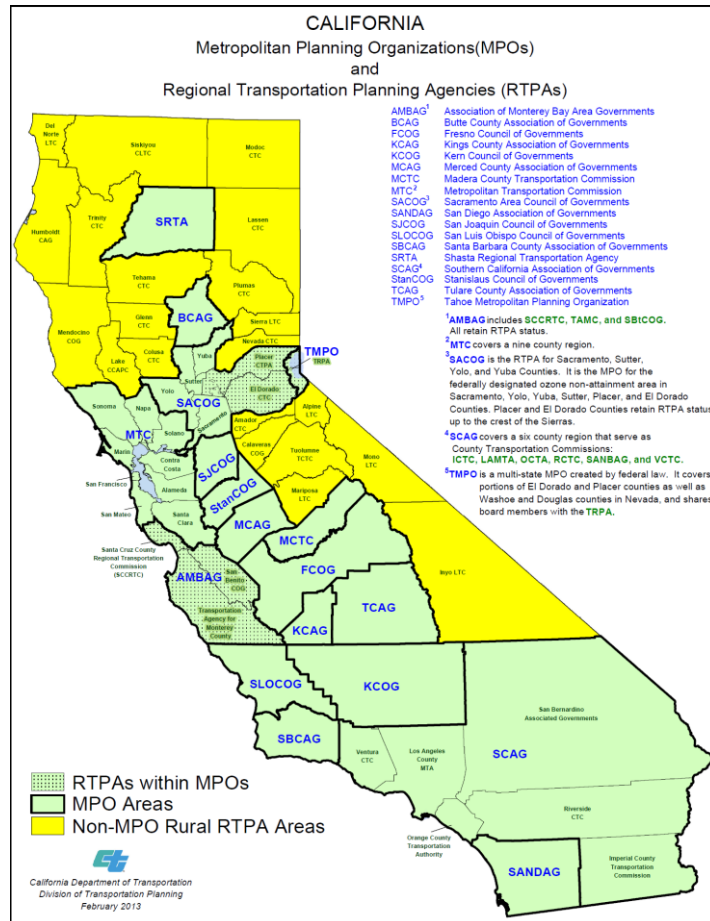 CALIFORNIA
Metropolitan Planning Organizations(MPOs)
and
Regional Transportation Planning Agencies (RTPAs)
AMBAG1 Association of Monterey Bay Area Governments
BCAG Butte County Association of Governments
FCOG Fresno Council of Governments
KCAG Kings County Association of Governments
KCOG Kern Council of Governments
MCAG Merced County Association of Governments
MCTC Madera County Transportation Commission
MTC2 Metropolitan Transportation Commission
SACOG3 Sacramento Area Council of Governments
SANDAG San Diego Association of Governments
SJCOG San Joaquin Council of Governments
SLOCOG San Luis Obispo Council of Governments
SBCAG Santa Barbara County Association of Governments
SRTA Shasta Regional Transportation Agency
SCAG4 Southern California Association of Governments
StanCOG Stanislaus Council of Governments
TCAG Tulare County Association of Governments
TMPO5 Tahoe Metropolitan Planning Organization
1AMBAG includes SCCRTC, TAMC, and SBtCOG.
All retain RTPA status.
2MTC covers a nine county region.
3SACOG is the RTPA for Sacramento, Sutter,
Yolo, and Yuba Counties. It is the MPO for the
federally designated ozone non-attainment area in
Sacramento, Yolo, Yuba, Sutter, Placer, and El Dorado
Counties. Placer and El Dorado Counties retain RTPA status
up to the crest of the Sierras.
4SCAG covers a six county region that serve as
County Transportation Commissions:
ICTC, LAMTA, OCTA, RCTC, SANBAG, and VCTC.
5TMPO is a multi-state MPO created by federal law. It covers
portions of El Dorado and Placer counties as well as
Washoe and Douglas counties in Nevada, and shares
board members with the TRPA.
Del
Norte
LTC
Siskiyou
CLTC
Modoc
CTC
Humboldt
CAG
Trinity
CTC
SRTA
Lassen
CTC
Tehama
CTC
Plumas
CTC
Mendocino
COG
Glenn
CTC
BCAG
Sierra LTC
Nevada CTC
Lake
CCAPC
Colusa
CTC
Yuba
Sutter
Placer
CTPA
TMPO
TRPA
El Dorado
CTC
Yolo
SACOG
Sacramento
Sonoma
Napa
Solano
MTC
Marin
Contra
Costa
San Francisco
Alameda
San Mateo
Santa
Clara
Alpine
LTC
Amador
CTC
Calaveras
COG
Tuolumne
TCTC
Mono
LTC
Mariposa
LTC
SJCOG
StanCOG
MCAG
MCTC
Santa Cruz County
Regional Transportation
Commission
(SCCRTC)
AMBAG
San
Benito
COG
Transportation
Agency for
Monterey
County
FCOG
Inyo LTC
TCAG
KCAG
SLOCOG
KCOG
SBCAG
San Bernardino
Associated Governments
SCAG
Ventura
CTC
Los Angeles
County
MTA
Riverside
CTC
Orange County
Transportation
Authority
SANDAG
Imperial County
Transportation
Commission
RTPAs within MPOs
MPO Areas
Non-MPO Rural RTPA Areas
ct
California Department of Transportation
Division of Transportation Planning
February 2013